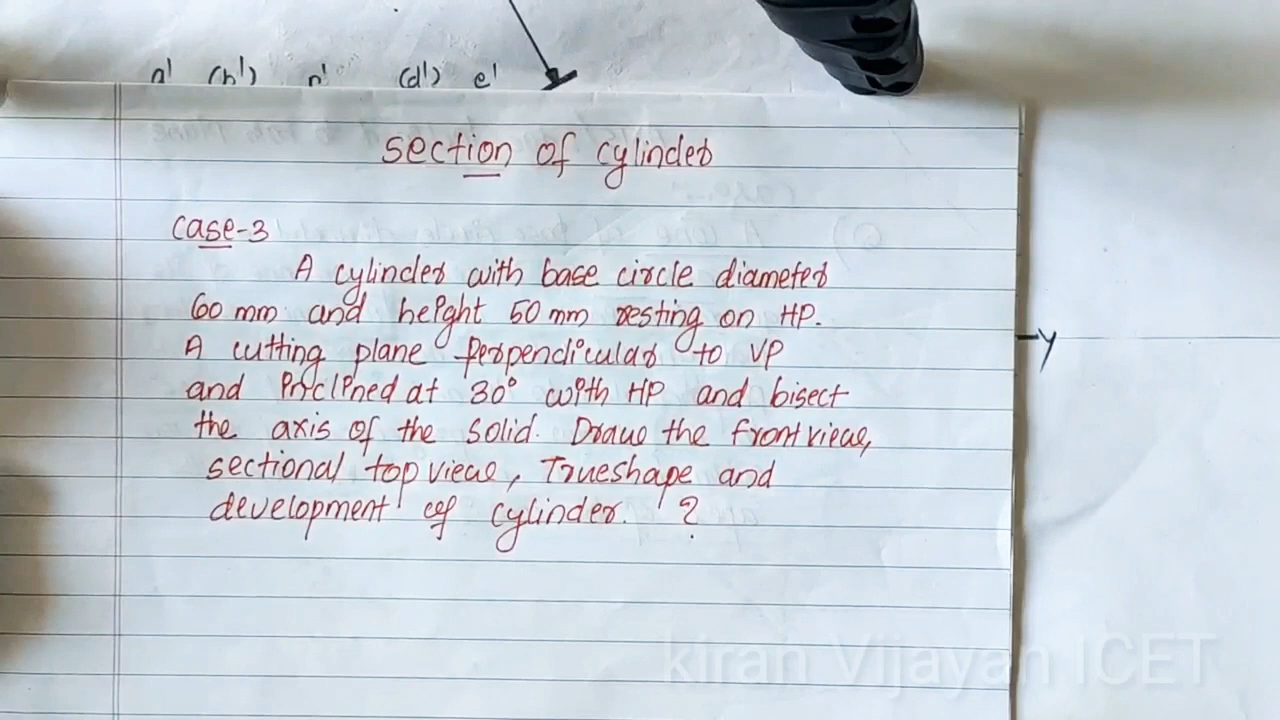 a' (b') (d') e'
section of cylinder
case-3
A cylinder with base circle diameter
60 mm and height 50 mm resting on HP.
A cutting plane perpendicular to VP
and inclined at 30° with HP and bisect
the axis of the solid. Draw the front view,
sectional top view, Trueshape and
development of cylinder. ?
y
kiran Vijayan ICET